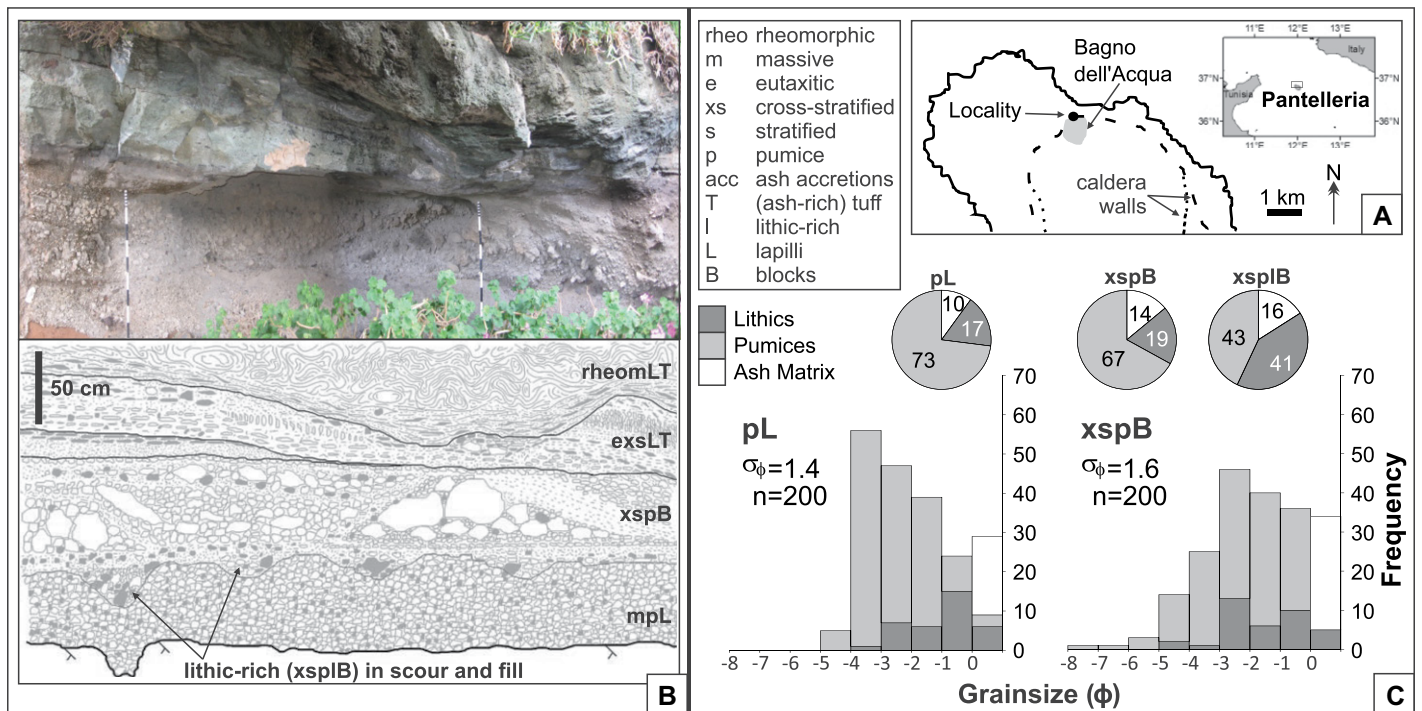 rheo rheomorphic
m massive
e eutaxitic
xs cross-stratified
s stratified
p pumice
acc ash accretions
T (ash-rich) tuff
l lithic-rich
L lapilli
B blocks
Bagno
dell'Acqua
Locality
caldera
walls
1 km
N
A
11°E 12°E 13°E
Italy
37°N 37°N
Tunisia
Pantelleria
36°N 36°N
11°E 12°E 13°E
50 cm
rheomLT
exsLT
xspB
mpL
lithic-rich (xsplB) in scour and fill
B
Lithics
Pumices
Ash Matrix
pL
10
17
73
xspB
14
19
67
xsplB
16
43
41
pL
σϕ=1.4
n=200
70
60
50
40
30
20
10
0
-8 -7 -6 -5 -4 -3 -2 -1 0
xspB
σϕ=1.6
n=200
70
60
50
40
30
20
10
0
-8 -7 -6 -5 -4 -3 -2 -1 0
Frequency
Grainsize (ϕ)
C